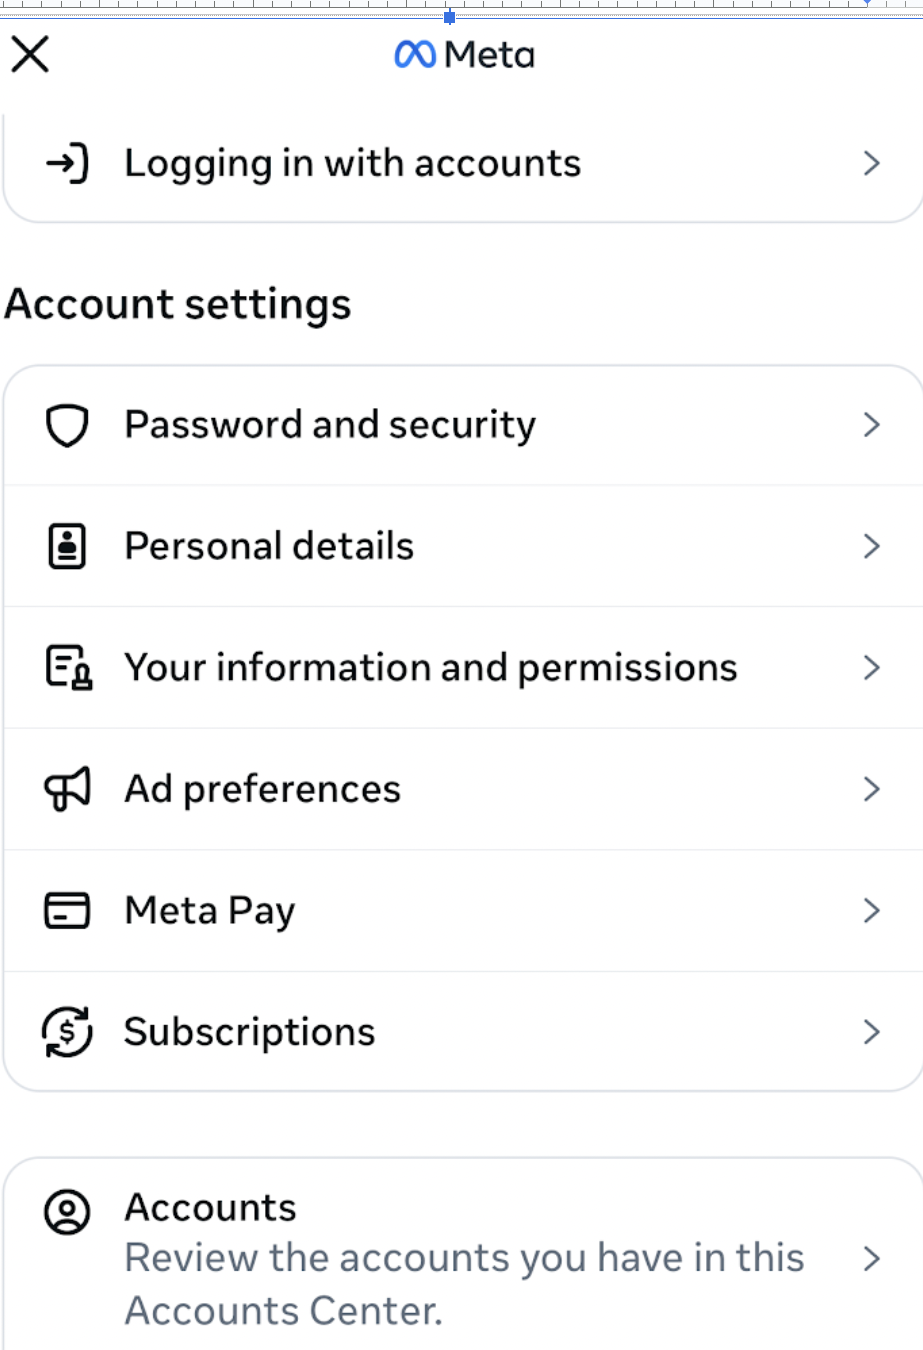 Meta
Logging in with accounts
Account settings
Password and security
Personal details
Your information and permissions
Ad preferences
Meta Pay
Subscriptions
Accounts
Review the accounts you have in this
Accounts Center.